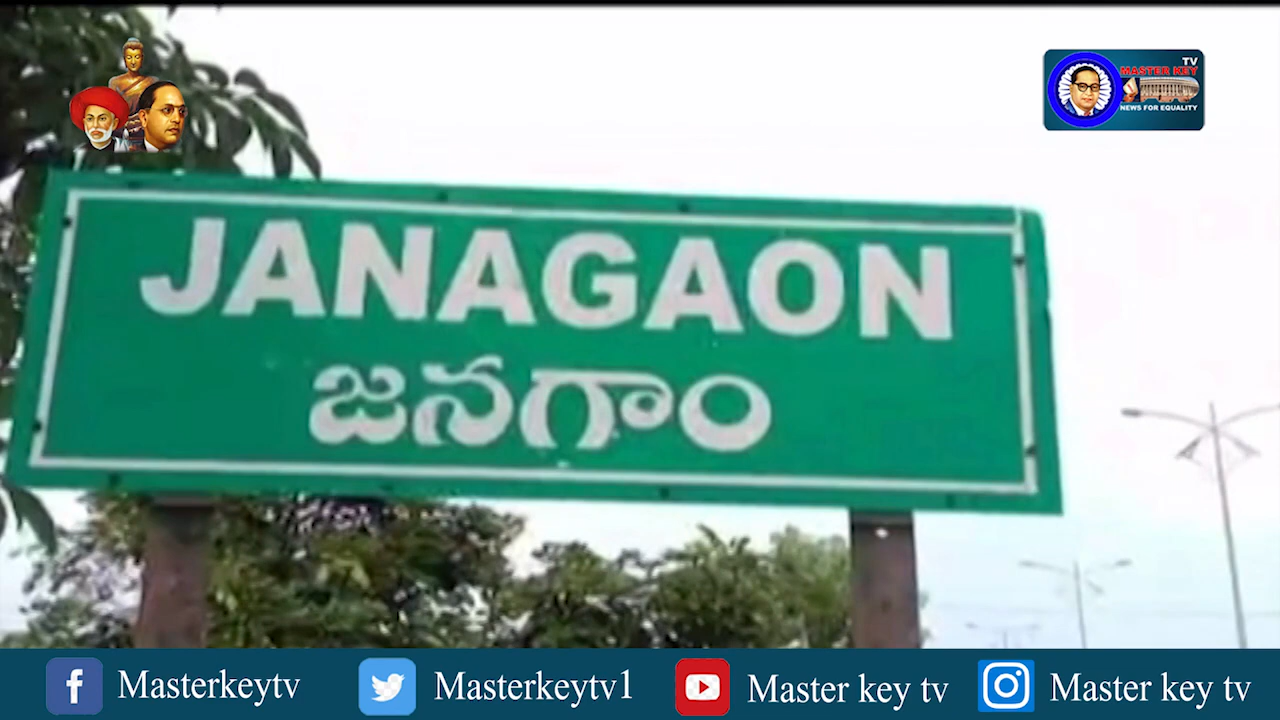 TV
MASTER KEY
NEWS FOR EQUALITY
JANAGAON
జనగాం
Masterkeytv
Masterkeytv1
Master key tv
Master key tv